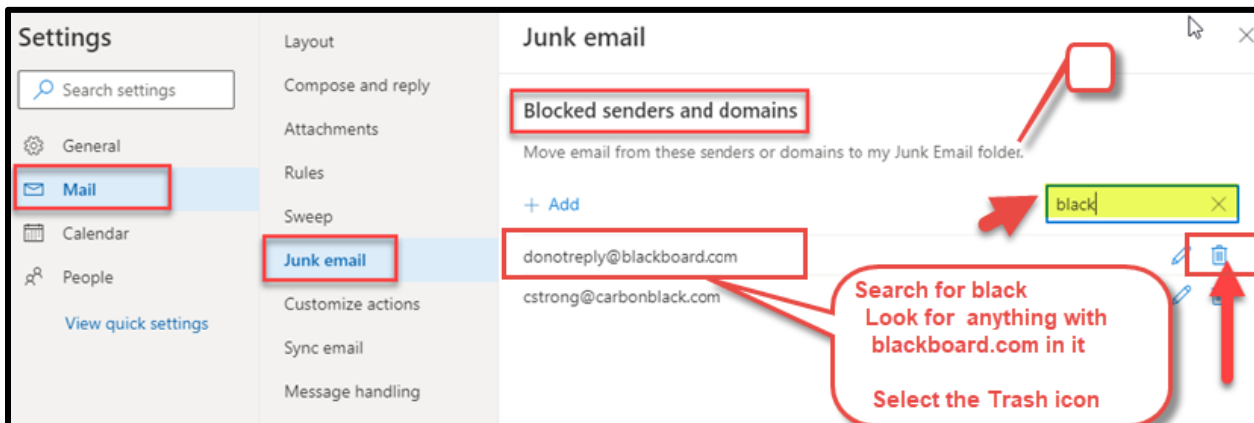 Settings
Search settings
General
Mail
Calendar
People
View quick settings
Layout
Compose and reply
Attachments
Rules
Sweep
Junk email
Customize actions
Sync email
Message handling
Junk email
Blocked senders and domains
Move email from these senders or domains to my Junk Email folder.
+ Add
black
donotreply@blackboard.com
cstrong@carbonblack.com
Search for black
Look for anything with
blackboard.com in it
Select the Trash icon